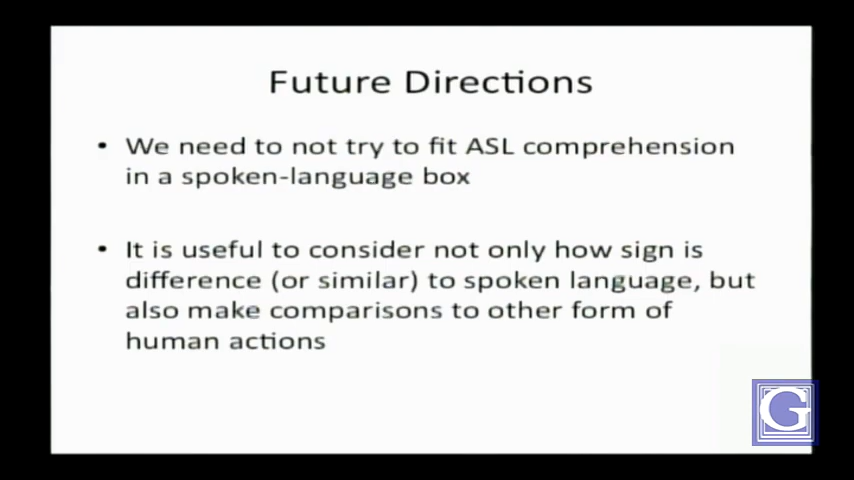 Future Directions
• We need to not try to fit ASL comprehension
in a spoken-language box
• It is useful to consider not only how sign is
difference (or similar) to spoken language, but
also make comparisons to other form of
human actions
G